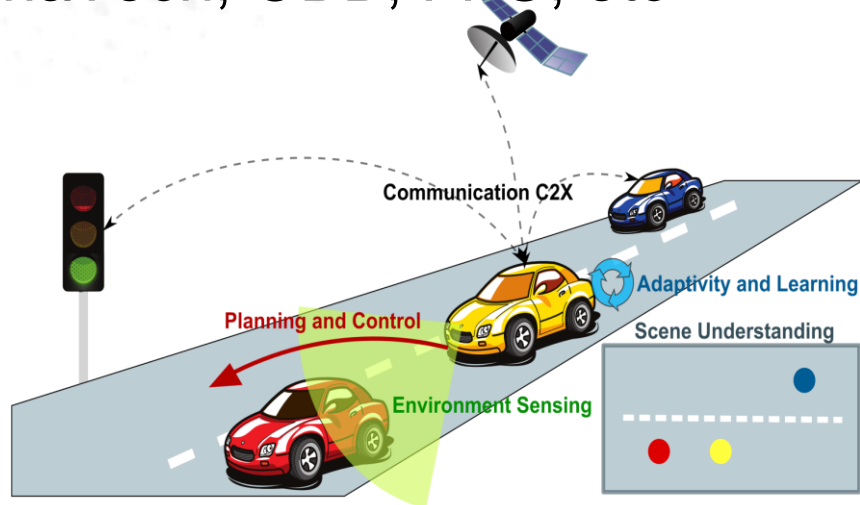 Communication C2X
Adaptivity and Learning
Planning and Control
Scene Understanding
Environment Sensing